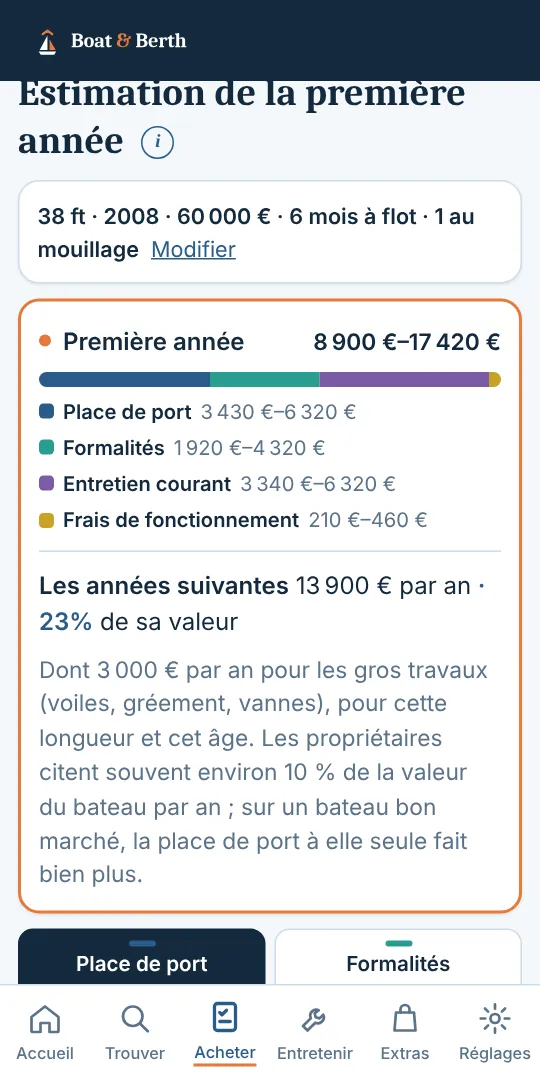 Boat & Berth
Estimation de la première
année i
38 ft · 2008 · 60 000 € · 6 mois à flot · 1 au
mouillage Modifier
Première année 8 900 €–17 420 €
Place de port 3 430 €–6 320 €
Formalités 1 920 €–4 320 €
Entretien courant 3 340 €–6 320 €
Frais de fonctionnement 210 €–460 €
Les années suivantes 13 900 € par an ·
23% de sa valeur
Dont 3 000 € par an pour les gros travaux
(voiles, gréement, vannes), pour cette
longueur et cet âge. Les propriétaires
citent souvent environ 10 % de la valeur
du bateau par an ; sur un bateau bon
marché, la place de port à elle seule fait
bien plus.
Place de port Formalités
Accueil Trouver Acheter Entretenir Extras Réglages